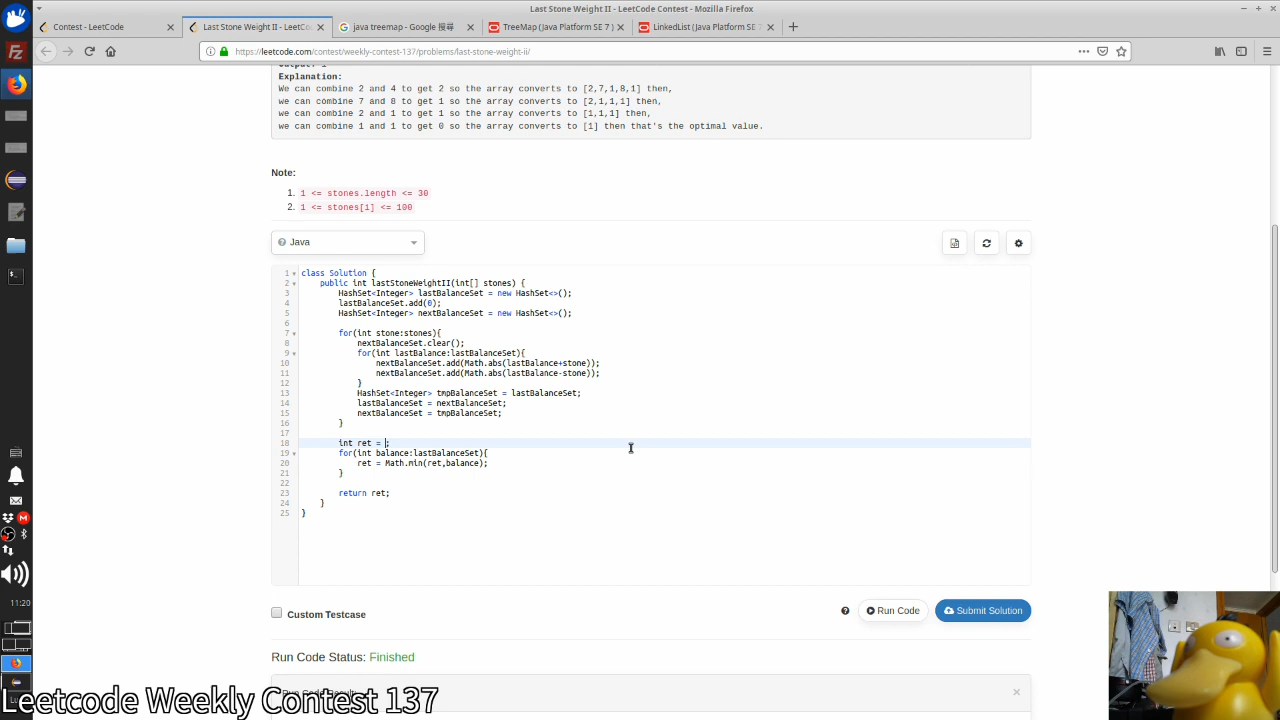 Last Stone Weight II - LeetCode Contest - Mozilla Firefox
Contest - LeetCode
Last Stone Weight II - LeetCo
java treemap - Google 搜尋
TreeMap (Java Platform SE 7 )
LinkedList (Java Platform SE 7
https://leetcode.com/contest/weekly-contest-137/problems/last-stone-weight-ii/
Explanation:
We can combine 2 and 4 to get 2 so the array converts to [2,7,1,8,1] then,
we can combine 7 and 8 to get 1 so the array converts to [2,1,1,1] then,
we can combine 2 and 1 to get 1 so the array converts to [1,1,1] then,
we can combine 1 and 1 to get 0 so the array converts to [1] then that's the optimal value.
Note:
1. 1 <= stones.length <= 30
2. 1 <= stones[i] <= 100
Java
1 class Solution {
2 public int lastStoneWeightII(int[] stones) {
3 HashSet<Integer> lastBalanceSet = new HashSet<>();
4 lastBalanceSet.add(0);
5 HashSet<Integer> nextBalanceSet = new HashSet<>();
6
7 for(int stone:stones){
8 nextBalanceSet.clear();
9 for(int lastBalance:lastBalanceSet){
10 nextBalanceSet.add(Math.abs(lastBalance+stone));
11 nextBalanceSet.add(Math.abs(lastBalance-stone));
12 }
13 HashSet<Integer> tmpBalanceSet = lastBalanceSet;
14 lastBalanceSet = nextBalanceSet;
15 nextBalanceSet = tmpBalanceSet;
16 }
17
18 int ret = ;
19 for(int balance:lastBalanceSet){
20 ret = Math.min(ret,balance);
21 }
22
23 return ret;
24 }
25 }
Custom Testcase
Run Code
Submit Solution
Run Code Status: Finished
11:20
Leetcode Weekly Contest 137